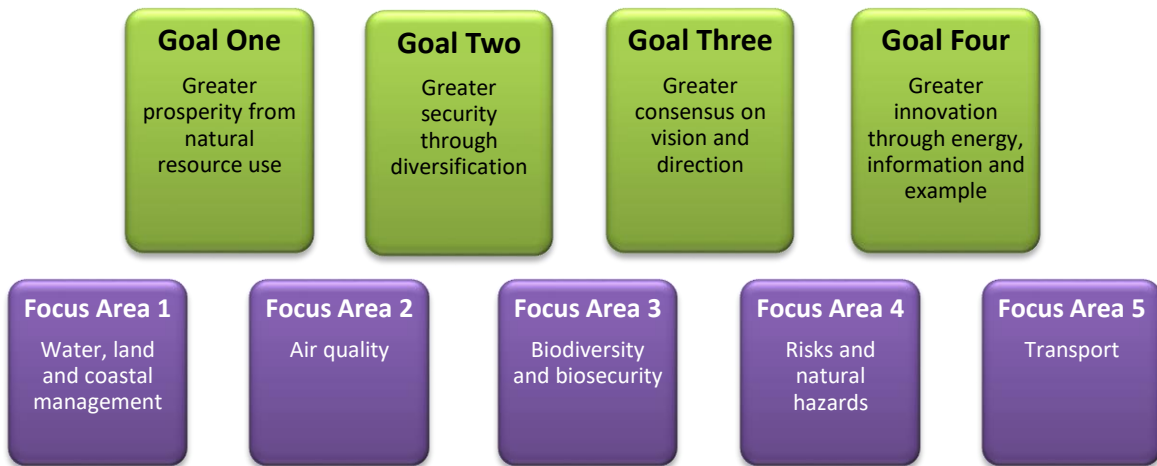 Goal One
Greater
prosperity from
natural
resource use
Goal Two
Greater
security
through
diversification
Goal Three
Greater
consensus on
vision and
direction
Goal Four
Greater
innovation
through energy,
information and
example
Focus Area 1
Water, land
and coastal
management
Focus Area 2
Air quality
Focus Area 3
Biodiversity
and biosecurity
Focus Area 4
Risks and
natural
hazards
Focus Area 5
Transport